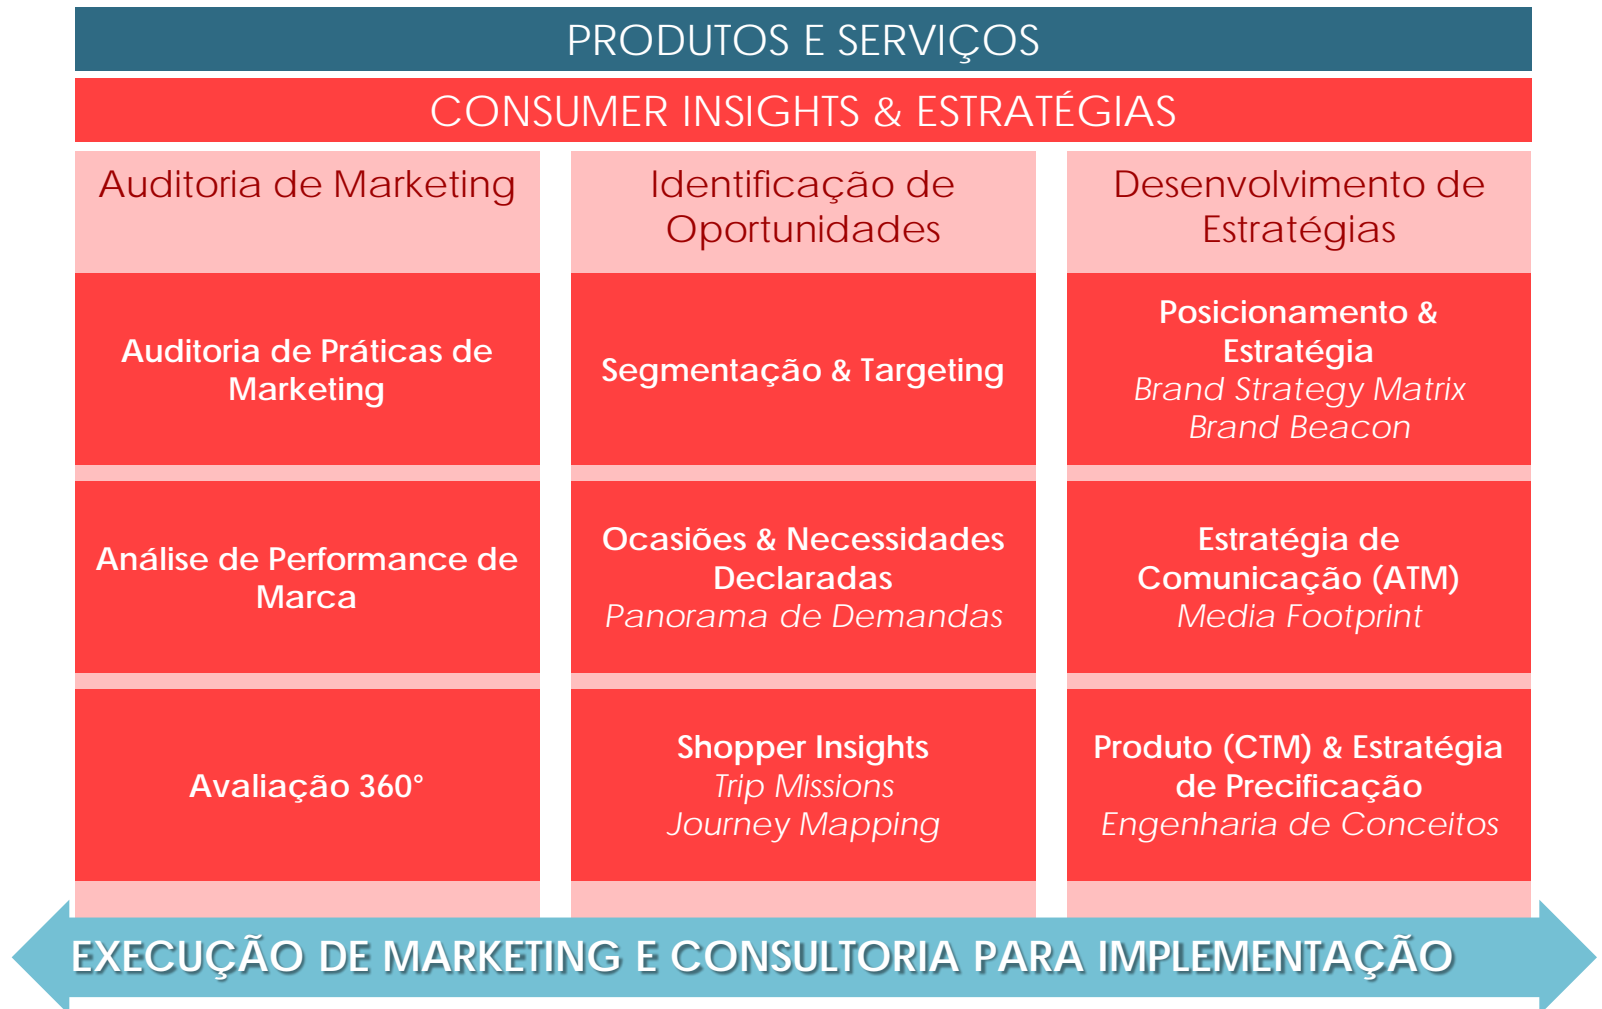 PRODUTOS E SERVIÇOS
CONSUMER INSIGHTS & ESTRATÉGIAS
Auditoria de Marketing
Auditoria de Práticas de
Marketing
Análise de Performance de
Marca
Avaliação 360°
Identificação de
Oportunidades
Segmentação & Targeting
Ocasiões & Necessidades
Declaradas
Panorama de Demandas
Shopper Insights
Trip Missions
Journey Mapping
Desenvolvimento de
Estratégias
Posicionamento &
Estratégia
Brand Strategy Matrix
Brand Beacon
Estratégia de
Comunicação (ATM)
Media Footprint
Produto (CTM) & Estratégia
de Precificação
Engenharia de Conceitos
EXECUÇÃO DE MARKETING E CONSULTORIA PARA IMPLEMENTAÇÃO